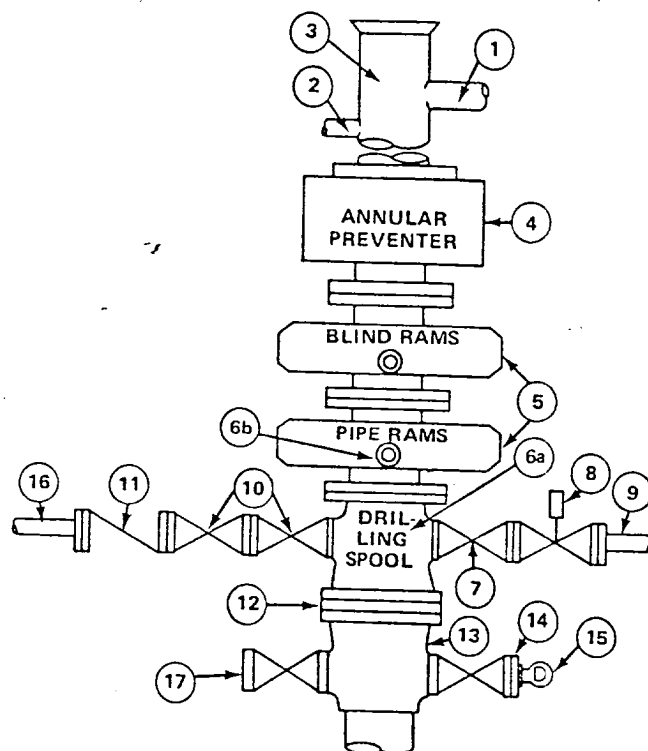 3
1
2
ANNULAR
PREVENTER
4
BLIND RAMS
5
6b
PIPE RAMS
6a
16
11
10
8
9
DRIL-
LING
SPOOL
7
12
13
14
15
17